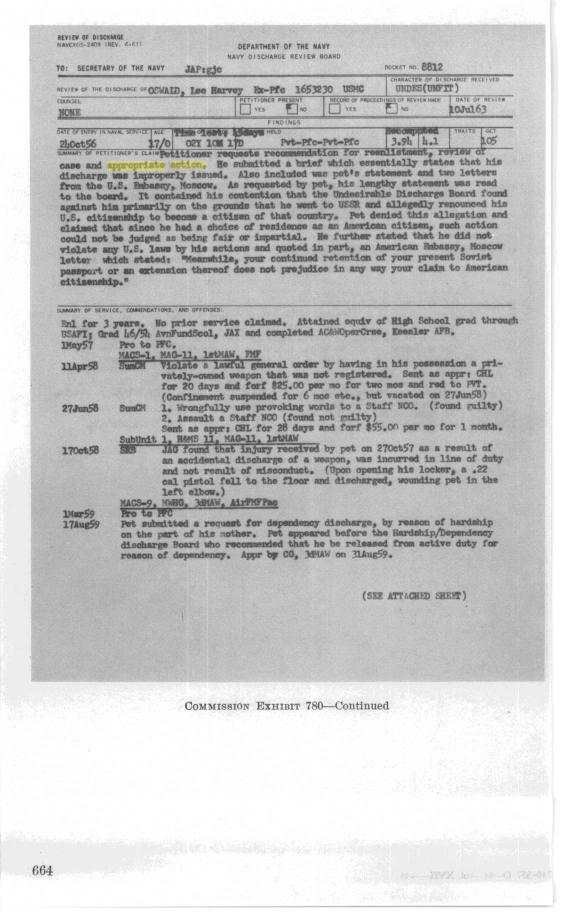 REVIEW OF DISCHARGE
NAVEXOS-2409 (REV. 6-61)
DEPARTMENT OF THE NAVY
NAVY DISCHARGE REVIEW BOARD
TO: SECRETARY OF THE NAVY JAP:gjc DOCKET NO. 8812
CHARACTER OF DISCHARGE RECEIVED
REVIEW OF THE DISCHARGE OF OSWALD, Lee Harvey Ex-Pfc 1653230 USMC UNDES(UNFIT)
COUNSEL PETITIONER PRESENT RECORD OF PROCEEDINGS OF REVIEW MADE DATE OF REVIEW
NONE YES NO YES NO 10Jul63
FINDINGS
DATE OF ENTRY IN NAVAL SERVICE AGE Time lost: HELD TRAITS GCT
24Oct56 17/0 02Y 10M 17D Pvt-Pfc-Pvt-Pfc 3.94 4.1 105
SUMMARY OF PETITIONER'S CLAIM Petitioner requests recommendation for reenlistment, review of
case and appropriate action. He submitted a brief which essentially states that his
discharge was improperly issued. Also included was pet's statement and two letters
from the U.S. Embassy, Moscow. As requested by pet, his lengthy statement was read
to the board. It contained his contention that the Undesirable Discharge Board found
against him primarily on the grounds that he went to USSR and allegedly renounced his
U.S. citizenship to become a citizen of that country. Pet denied this allegation and
claimed that since he had a choice of residence as an American citizen, such action
could not be judged as being fair or impartial. He further stated that he did not
violate any U.S. laws by his actions and quoted in part, an American Embassy, Moscow
letter which stated: "Meanwhile, your continued retention of your present Soviet
passport or an extension thereof does not prejudice in any way your claim to American
citizenship."
SUMMARY OF SERVICE, COMMENDATIONS, AND OFFENSES:
Enl for 3 years. No prior service claimed. Attained equiv of High School grad through
USAFI; Grad 46/54 AvnFundScol, JAX and completed AC&WOperCrse, Keesler AFB.
1May57 Pro to PFC.
MACS-1, MAG-11, 1stMAW, FMF
11Apr58 SumCM Violate a lawful general order by having in his possession a pri-
vately-owned weapon that was not registered. Sent as appr: CHL
for 20 days and forf $25.00 per mo for two mos and red to PVT.
(Confinement suspended for 6 mos etc., but vacated on 27Jun58)
27Jun58 SumCM 1. Wrongfully use provoking words to a Staff NCO. (found guilty)
2. Assault a Staff NCO (found not guilty)
Sent as appr: CHL for 28 days and forf $55.00 per mo for 1 month.
SubUnit 1, H&MS 11, MAG-11, 1stMAW
17Oct58 SRB JAG found that injury received by pet on 27Oct57 as a result of
an accidental discharge of a weapon, was incurred in line of duty
and not result of misconduct. (Upon opening his locker, a .22
cal pistol fell to the floor and discharged, wounding pet in the
left elbow.)
MACS-9, MWHG, 3dMAW, AirFMFPac
1Mar59 Pro to PFC
17Aug59 Pet submitted a request for dependency discharge, by reason of hardship
on the part of his mother. Pet appeared before the Hardship/Dependency
discharge Board who recommended that he be released from active duty for
reason of dependency. Appr by CG, 3dMAW on 31Aug59.
(SEE ATTACHED SHEET)
COMMISSION EXHIBIT 780—Continued
664